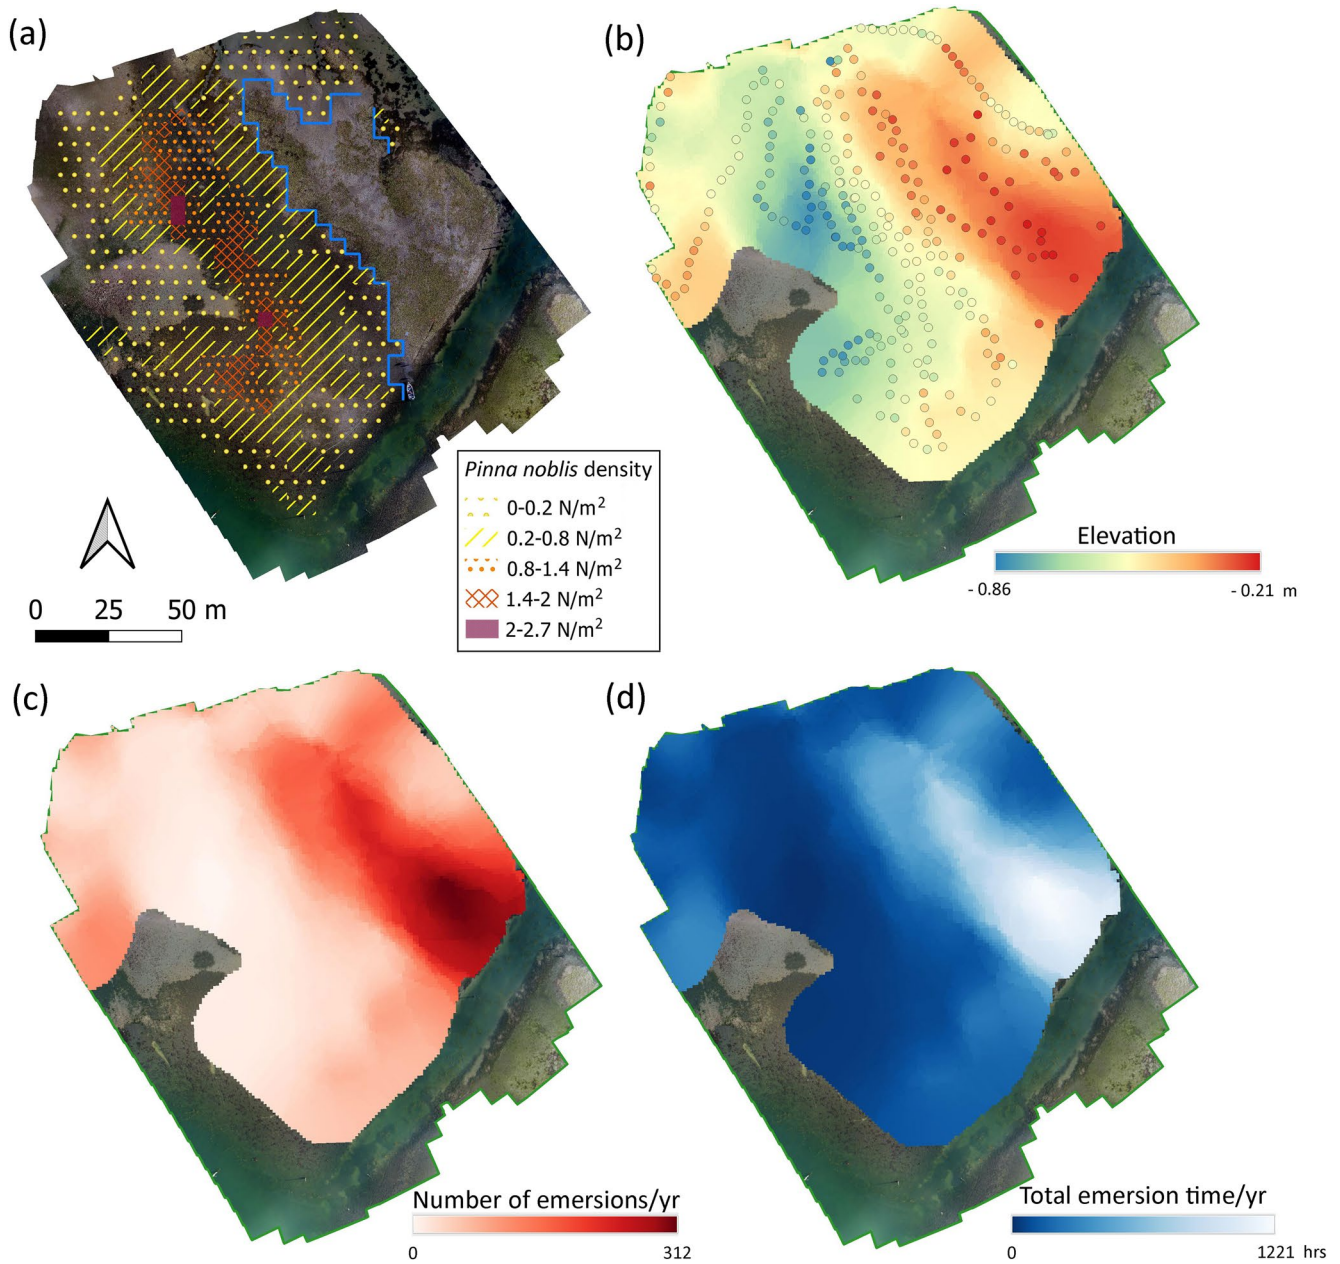 (a)
(b)
Pinna noblis density
0-0.2 N/m²
0.2-0.8 N/m²
0.8-1.4 N/m²
1.4-2 N/m²
2-2.7 N/m²
0 25 50 m
Elevation
- 0.86 - 0.21 m
(c)
(d)
Number of emersions/yr
0 312
Total emersion time/yr
0 1221 hrs